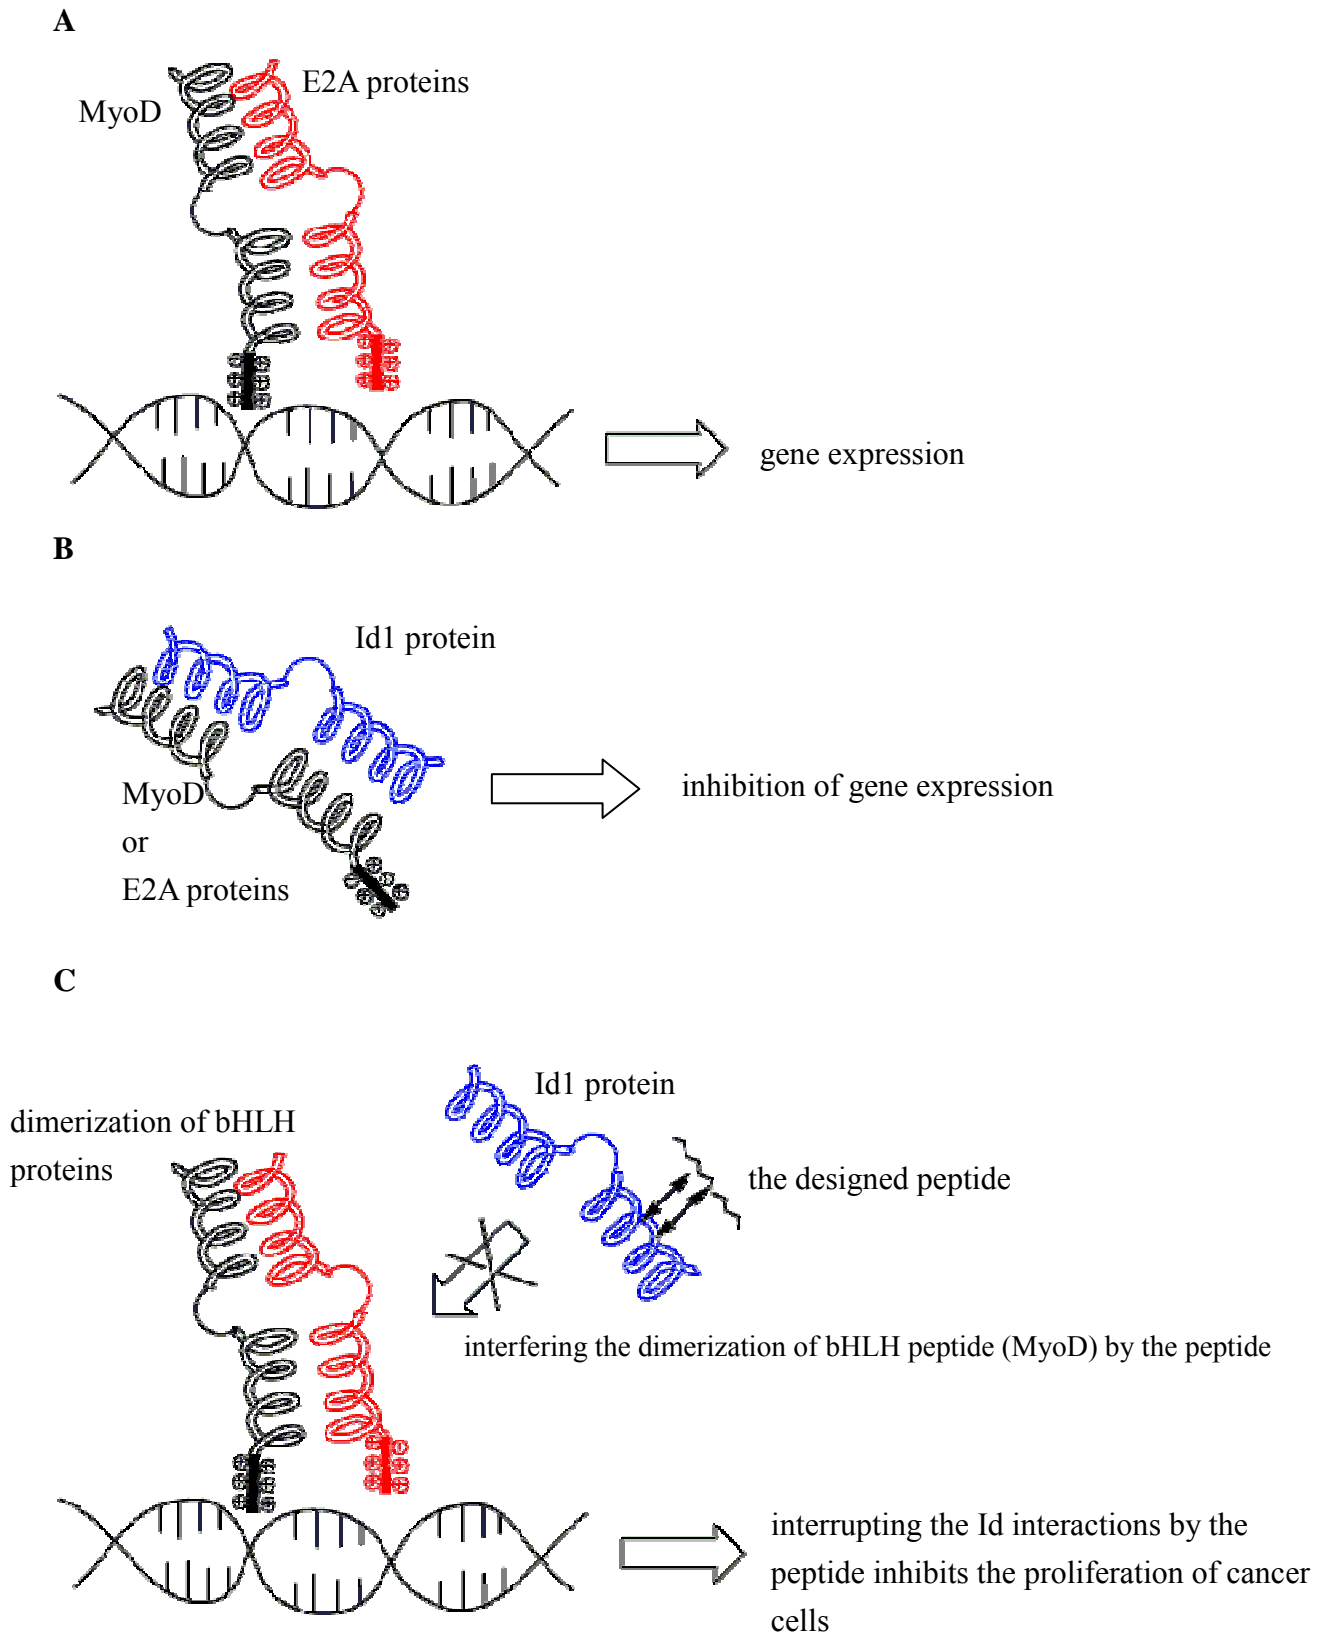 A
E2A proteins
MyoD
gene expression
B
Id1 protein
MyoD
or
E2A proteins
inhibition of gene expression
C
Id1 protein
dimerization of bHLH
proteins
the designed peptide
interfering the dimerization of bHLH peptide (MyoD) by the peptide
interrupting the Id interactions by the
peptide inhibits the proliferation of cancer
cells